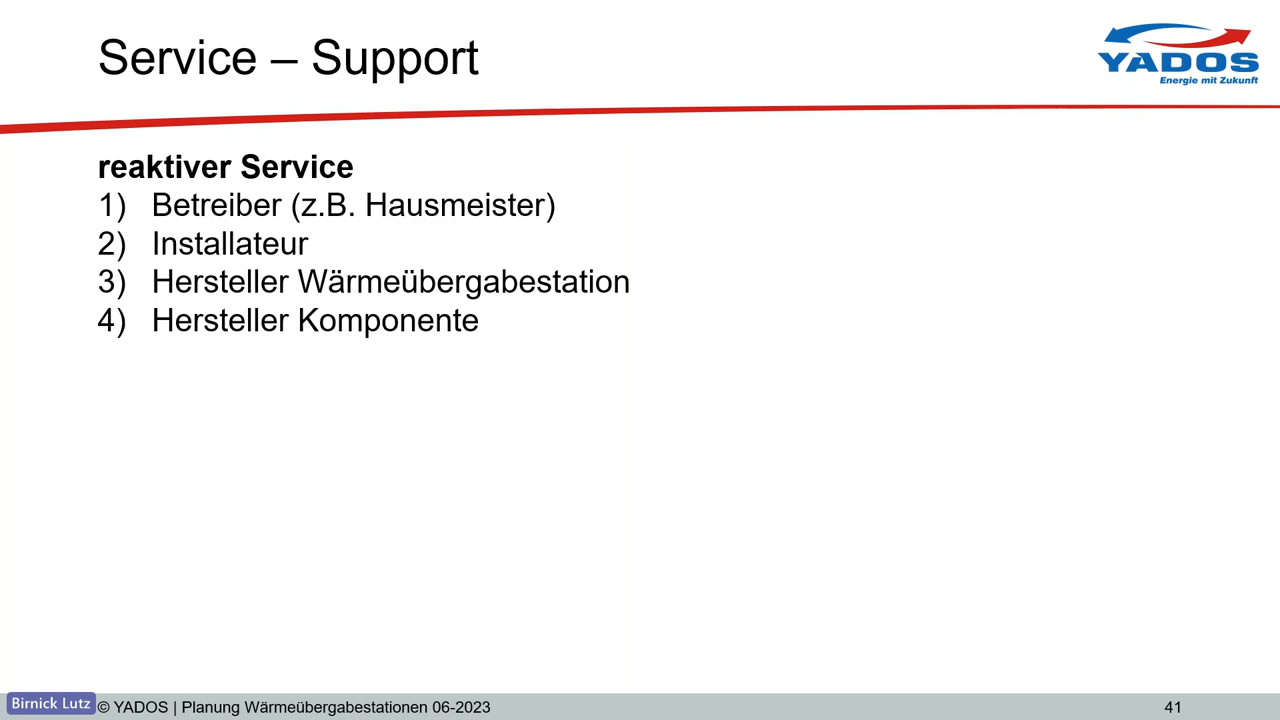 Service – Support
YADOS
Energie mit Zukunft
reaktiver Service
1) Betreiber (z.B. Hausmeister)
2) Installateur
3) Hersteller Wärmeübergabestation
4) Hersteller Komponente
Birnick Lutz
© YADOS | Planung Wärmeübergabestationen 06-2023
41